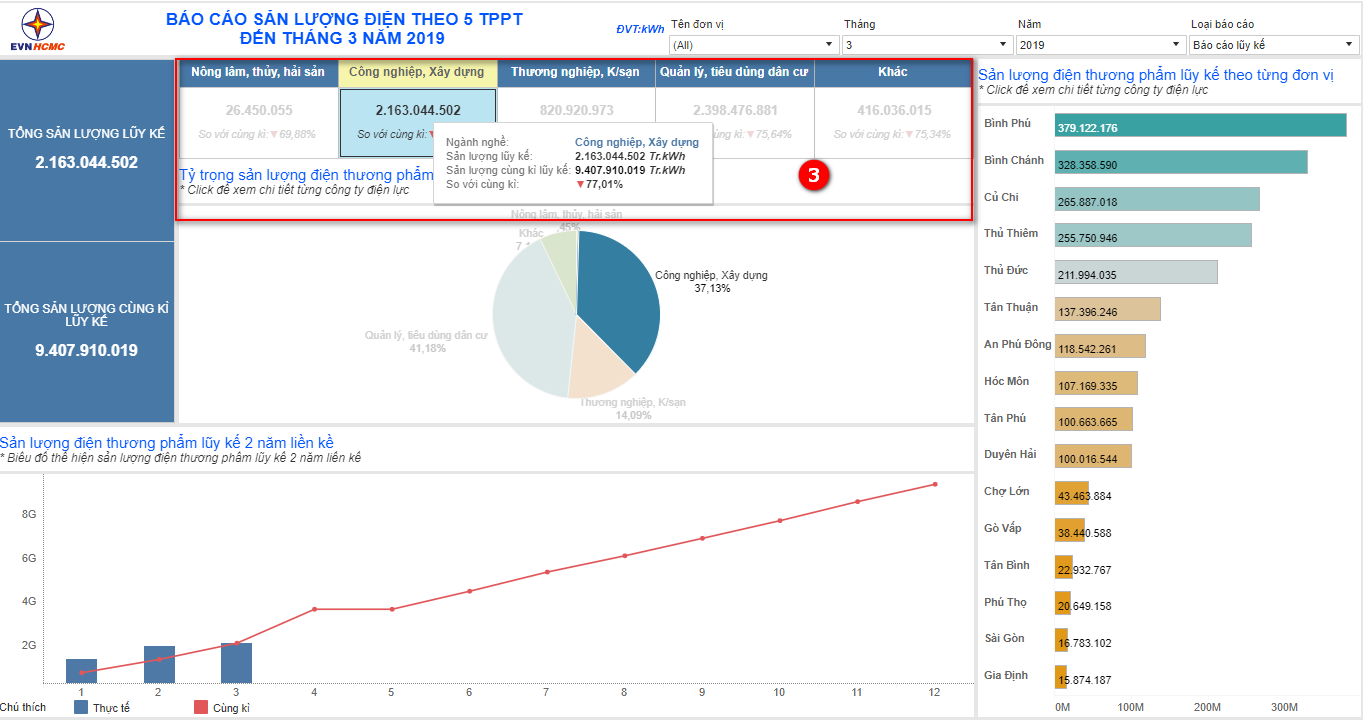 EVNHCMC
BÁO CÁO SẢN LƯỢNG ĐIỆN THEO 5 TPPT
ĐẾN THÁNG 3 NĂM 2019
ĐVT:kWh
Tên đơn vị
(All)
Tháng
3
Năm
2019
Loại báo cáo
Báo cáo lũy kế
TỔNG SẢN LƯỢNG LŨY KẾ
2.163.044.502
TỔNG SẢN LƯỢNG CÙNG KÌ
LŨY KẾ
9.407.910.019
Nông lâm, thủy, hải sản
26.450.055
So với cùng kì:▼69,88%
Công nghiệp, Xây dựng
2.163.044.502
So với cùng kì:▼
Thương nghiệp, K/sạn
820.920.973
Quản lý, tiêu dùng dân cư
2.398.476.881
ng kì:▼75,64%
Khác
416.036.015
So với cùng kì:▼75,34%
Ngành nghề: Công nghiệp, Xây dựng
Sản lượng lũy kế: 2.163.044.502 Tr.kWh
Sản lượng cùng kì lũy kế: 9.407.910.019 Tr.kWh
So với cùng kì: ▼77,01%
3
Tỷ trọng sản lượng điện thương phẩm
* Click để xem chi tiết từng công ty điện lực
Nông lâm, thủy, hải sản
45%
Khác
Công nghiệp, Xây dựng
37,13%
Quản lý, tiêu dùng dân cư
41,18%
Thương nghiệp, K/sạn
14,09%
Sản lượng điện thương phẩm lũy kế 2 năm liền kề
* Biểu đồ thể hiện sản lượng điện thương phẩm lũy kế 2 năm liền kề
8G
6G
4G
2G
1 2 3 4 5 6 7 8 9 10 11 12
Chú thích Thực tế Cùng kì
Sản lượng điện thương phẩm lũy kế theo từng đơn vị
* Click để xem chi tiết từng công ty điện lực
Bình Phú 379.122.176
Bình Chánh 328.358.590
Củ Chi 265.887.018
Thủ Thiêm 255.750.946
Thủ Đức 211.994.035
Tân Thuận 137.396.246
An Phú Đông 118.542.261
Hóc Môn 107.169.335
Tân Phú 100.663.665
Duyên Hải 100.016.544
Chợ Lớn 43.463.884
Gò Vấp 38.440.588
Tân Bình 22.932.767
Phú Thọ 20.649.158
Sài Gòn 16.783.102
Gia Định 15.874.187
0M 100M 200M 300M